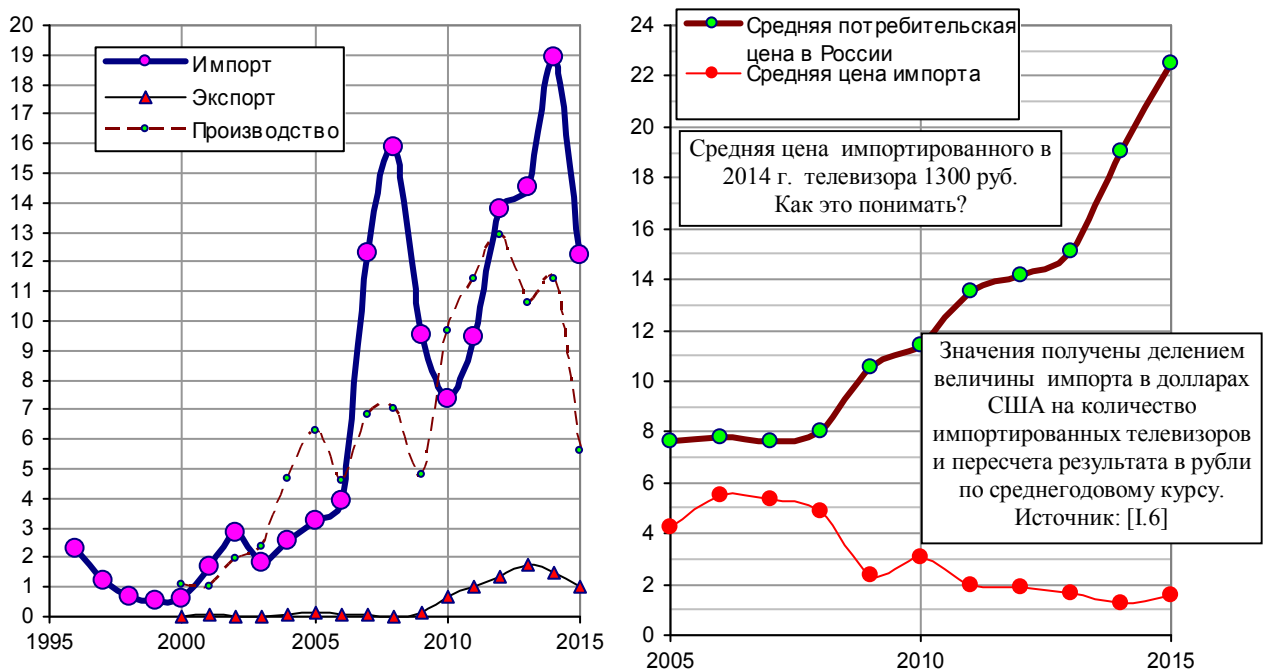 20
19
18
17
16
15
14
13
12
11
10
9
8
7
6
5
4
3
2
1
0
Импорт
Экспорт
Производство
1995
2000
2005
2010
2015
24
22
20
18
16
14
12
10
8
6
4
2
0
Средняя потребительская
цена в России
Средняя цена импорта
Средняя цена импортированного в
2014 г. телевизора 1300 руб.
Как это понимать?
Значения получены делением
величины импорта в долларах
США на количество
импортированных телевизоров
и пересчета результата в рубли
по среднегодовому курсу.
Источник: [I.6]
2005
2010
2015